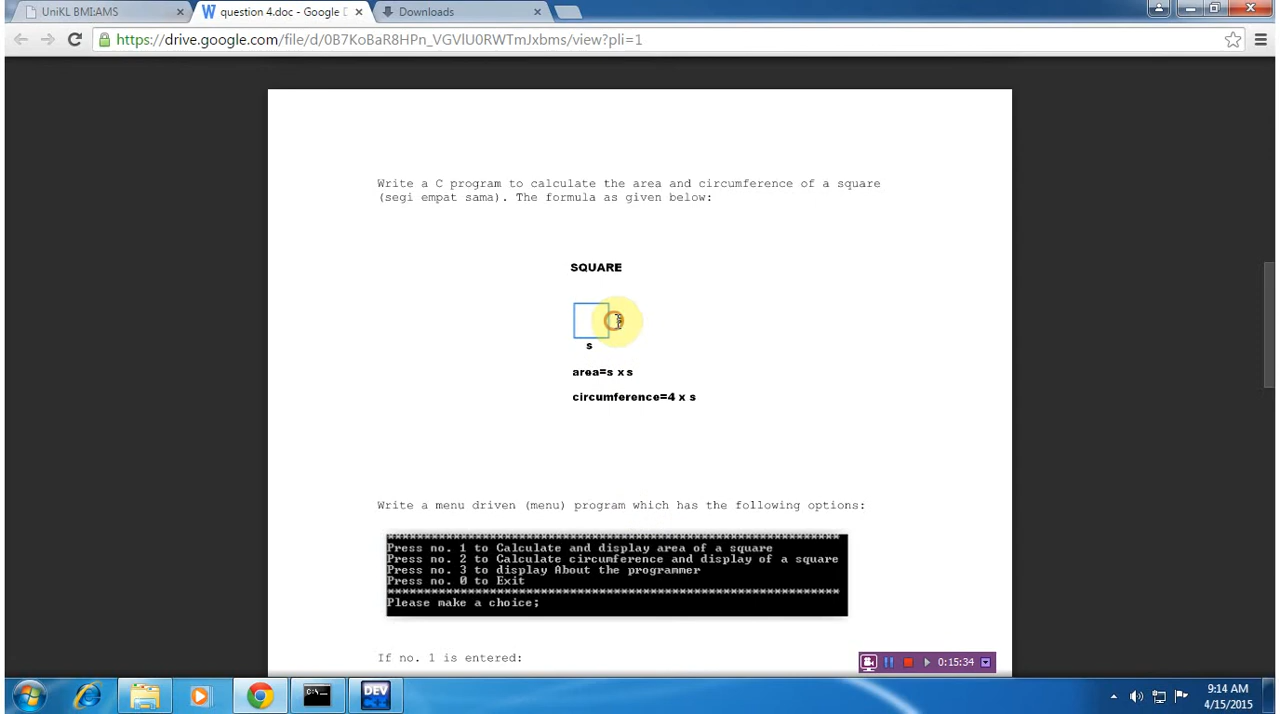 UniKL BMI:AMS
question 4.doc - Google D
Downloads
https://drive.google.com/file/d/0B7KoBaR8HPn_VGVlU0RWTmJxbms/view?pli=1
Write a C program to calculate the area and circumference of a square
(segi empat sama). The formula as given below:
SQUARE
s
area=s x s
circumference=4 x s
Write a menu driven (menu) program which has the following options:
**************************************************************
Press no. 1 to Calculate and display area of a square
Press no. 2 to Calculate circumference and display of a square
Press no. 3 to display About the programmer
Press no. 0 to Exit
**************************************************************
Please make a choice;
If no. 1 is entered:
0:15:34
DEV
9:14 AM
4/15/2015